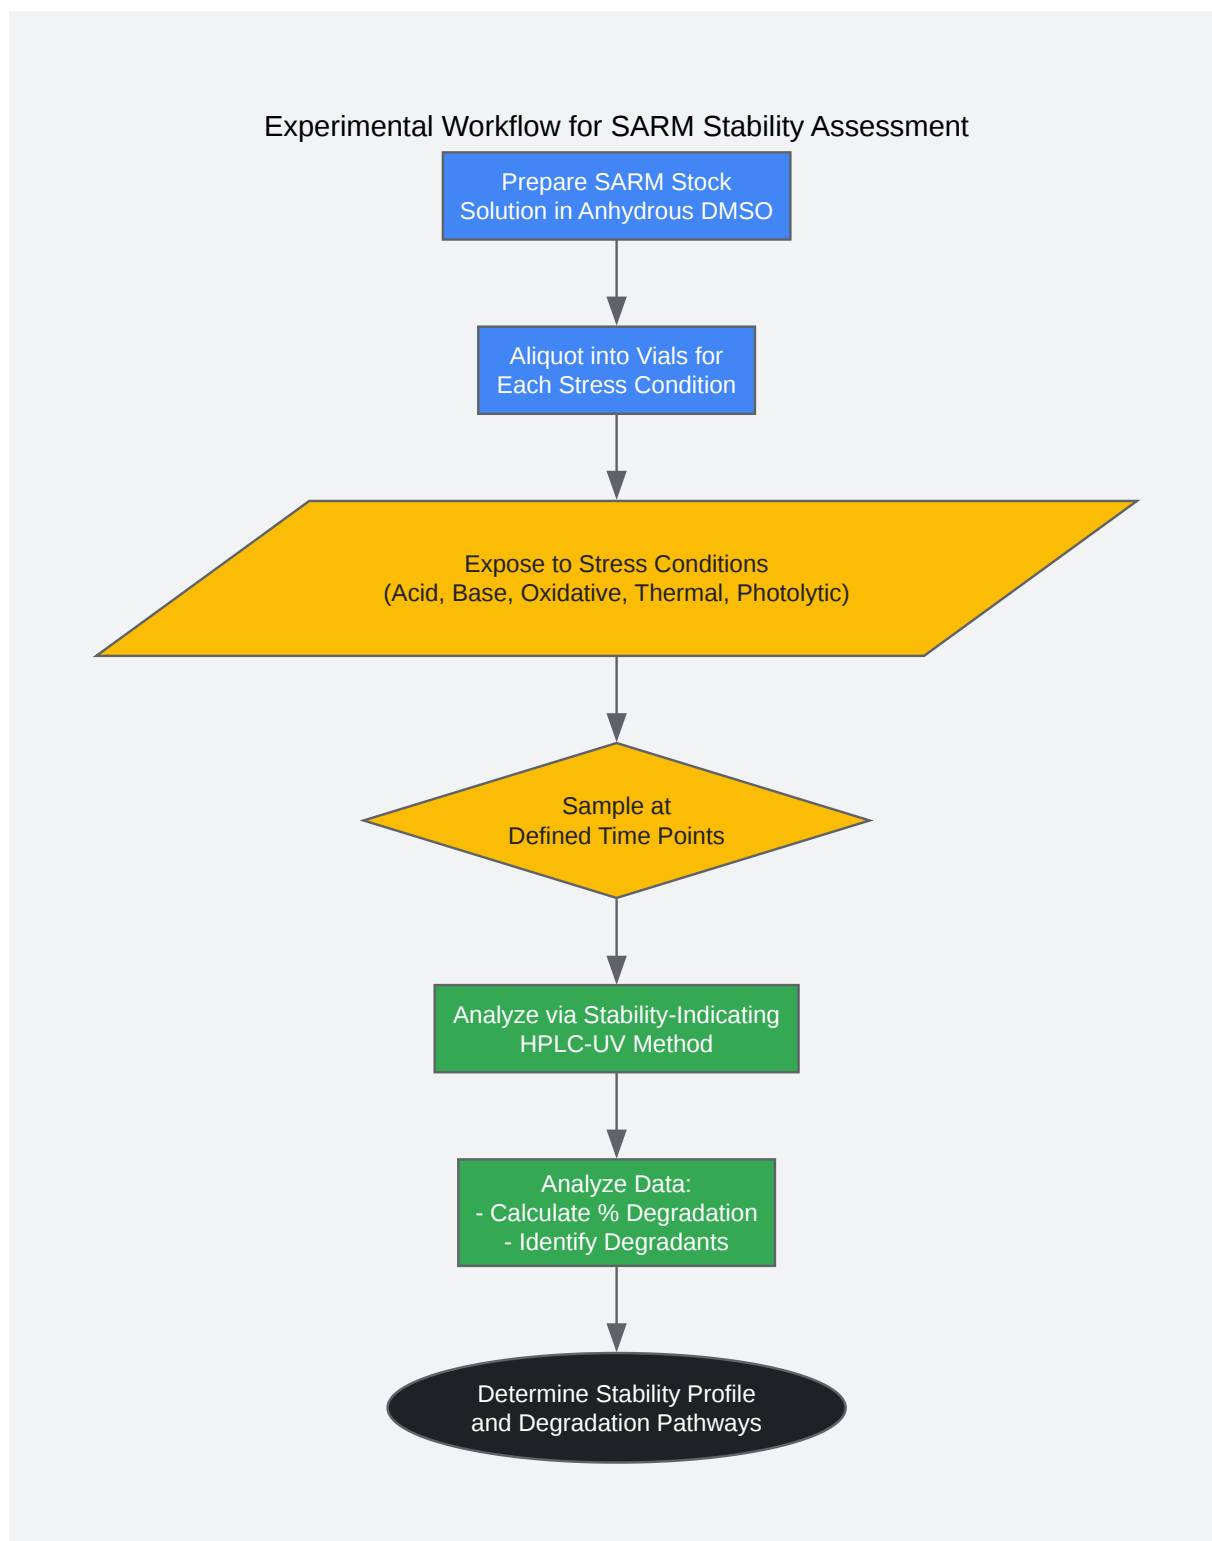 Experimental Workflow for SARM Stability Assessment
Prepare SARM Stock
Solution in Anhydrous DMSO
Aliquot into Vials for
Each Stress Condition
Expose to Stress Conditions
(Acid, Base, Oxidative, Thermal, Photolytic)
Sample at
Defined Time Points
Analyze via Stability-Indicating
HPLC-UV Method
Analyze Data:
- Calculate % Degradation
- Identify Degradants
Determine Stability Profile
and Degradation Pathways